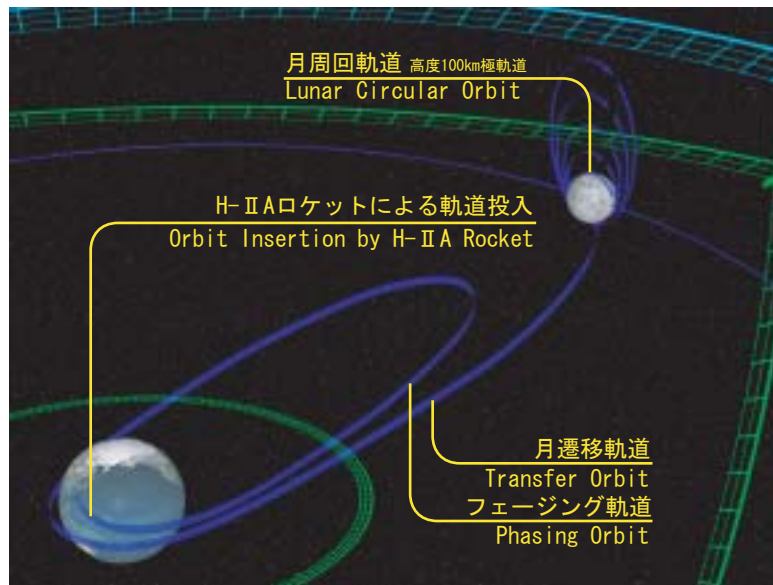 月周回軌道 高度100km極軌道
Lunar Circular Orbit
H-ⅡAロケットによる軌道投入
Orbit Insertion by H-ⅡA Rocket
月遷移軌道
Transfer Orbit
フェージング軌道
Phasing Orbit